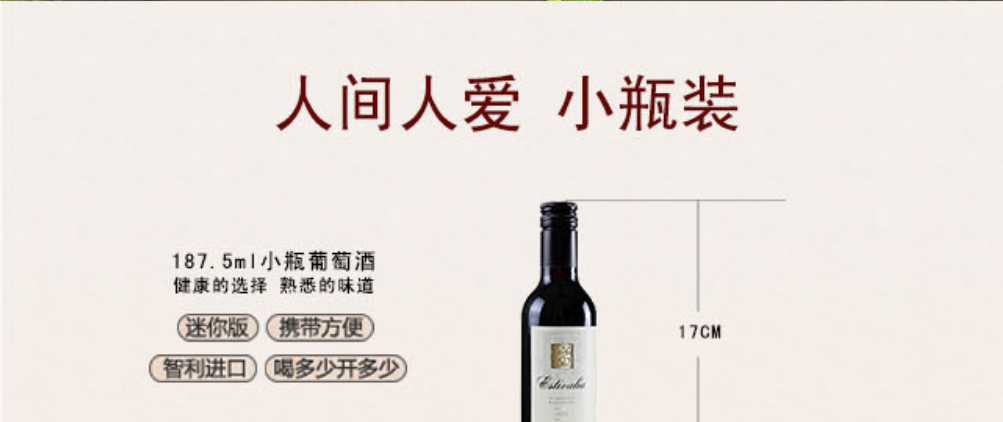 人间人爱 小瓶装
187.5ml小瓶葡萄酒
健康的选择 熟悉的味道
迷你版 携带方便
智利进口 喝多少开多少
17CM
Estivalia